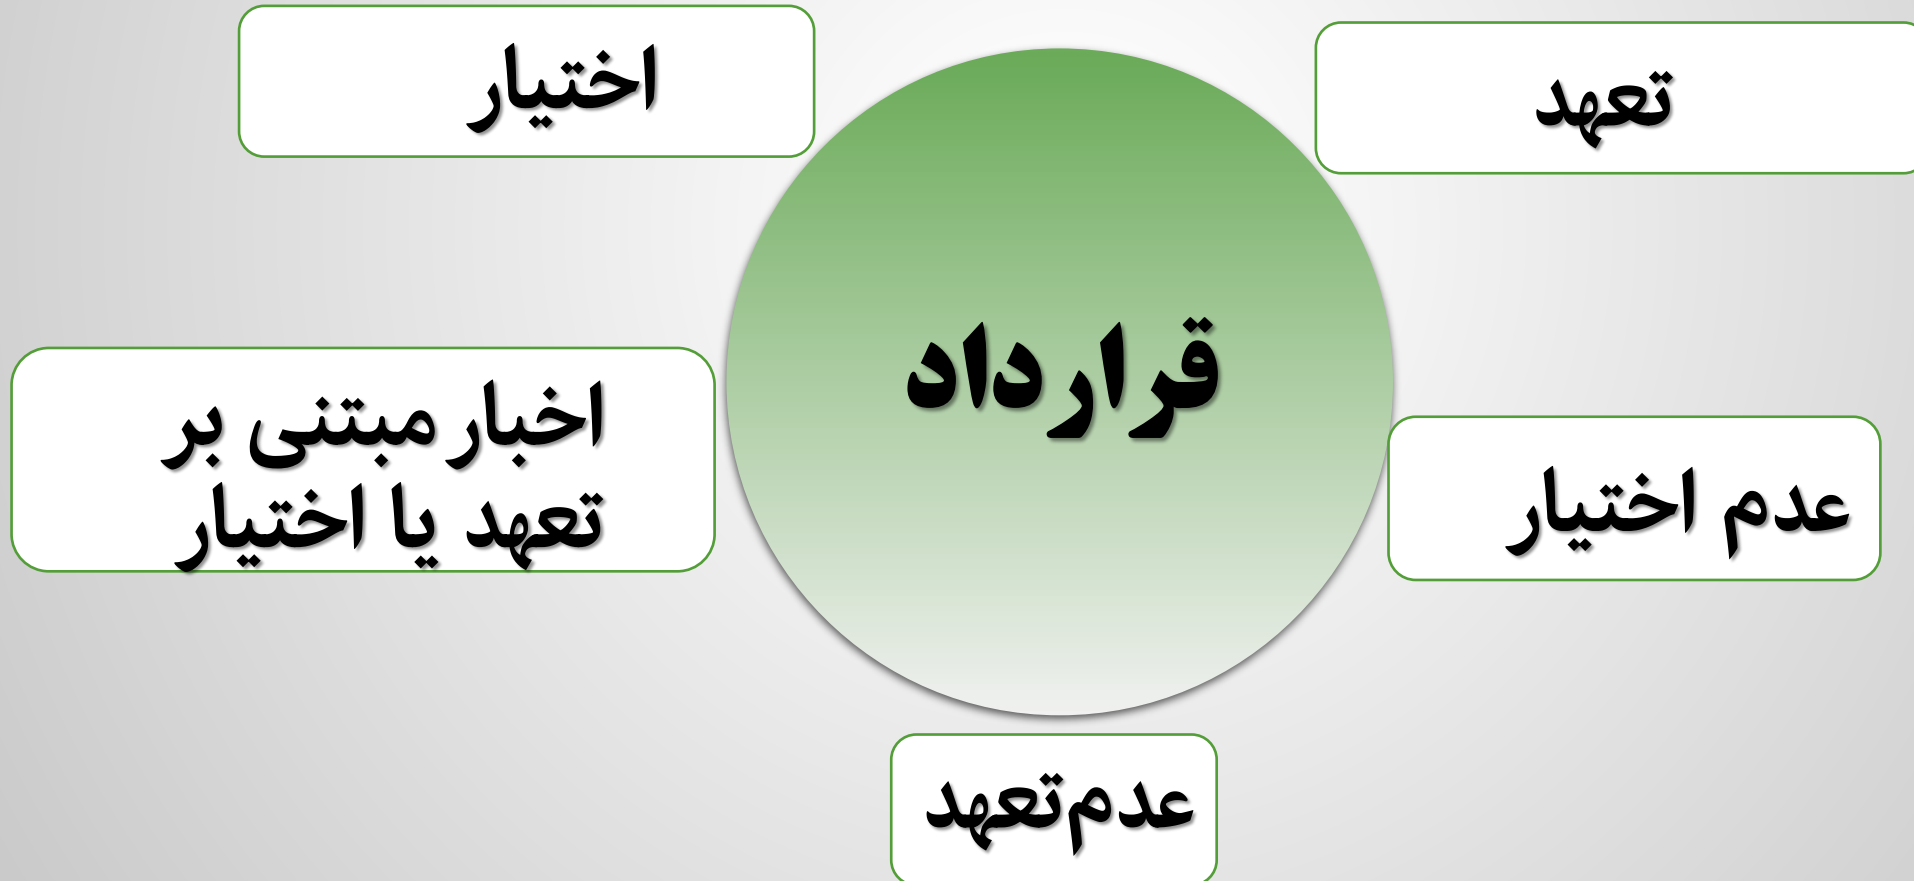 اختیار
تعهد
قرارداد
اخبار مبتنی بر
تعهد یا اختیار
عدم اختیار
عدم‌تعهد